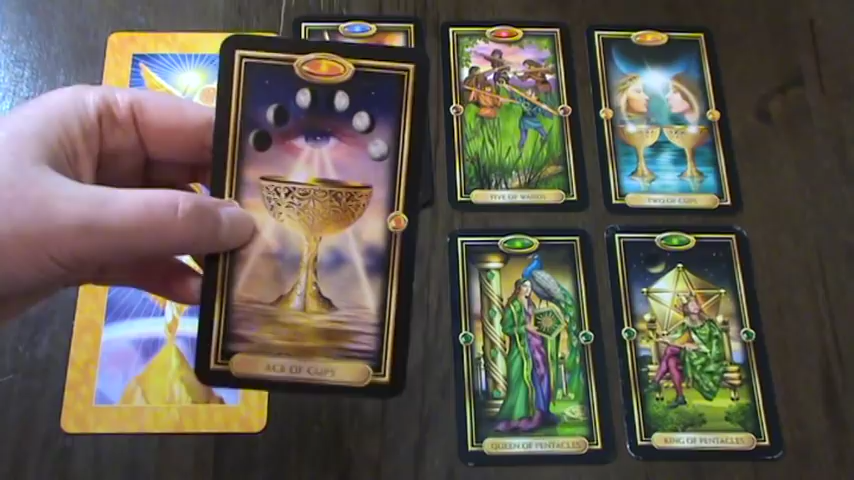 ACE OF CUPS
FIVE OF WANDS
TWO OF CUPS
QUEEN OF PENTACLES
KING OF PENTACLES